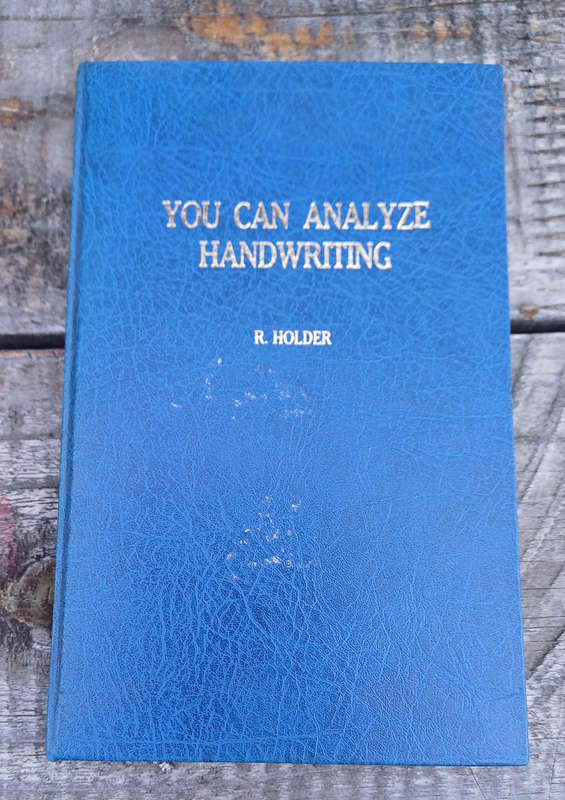 YOU CAN ANALYZE
HANDWRITING
R. HOLDER